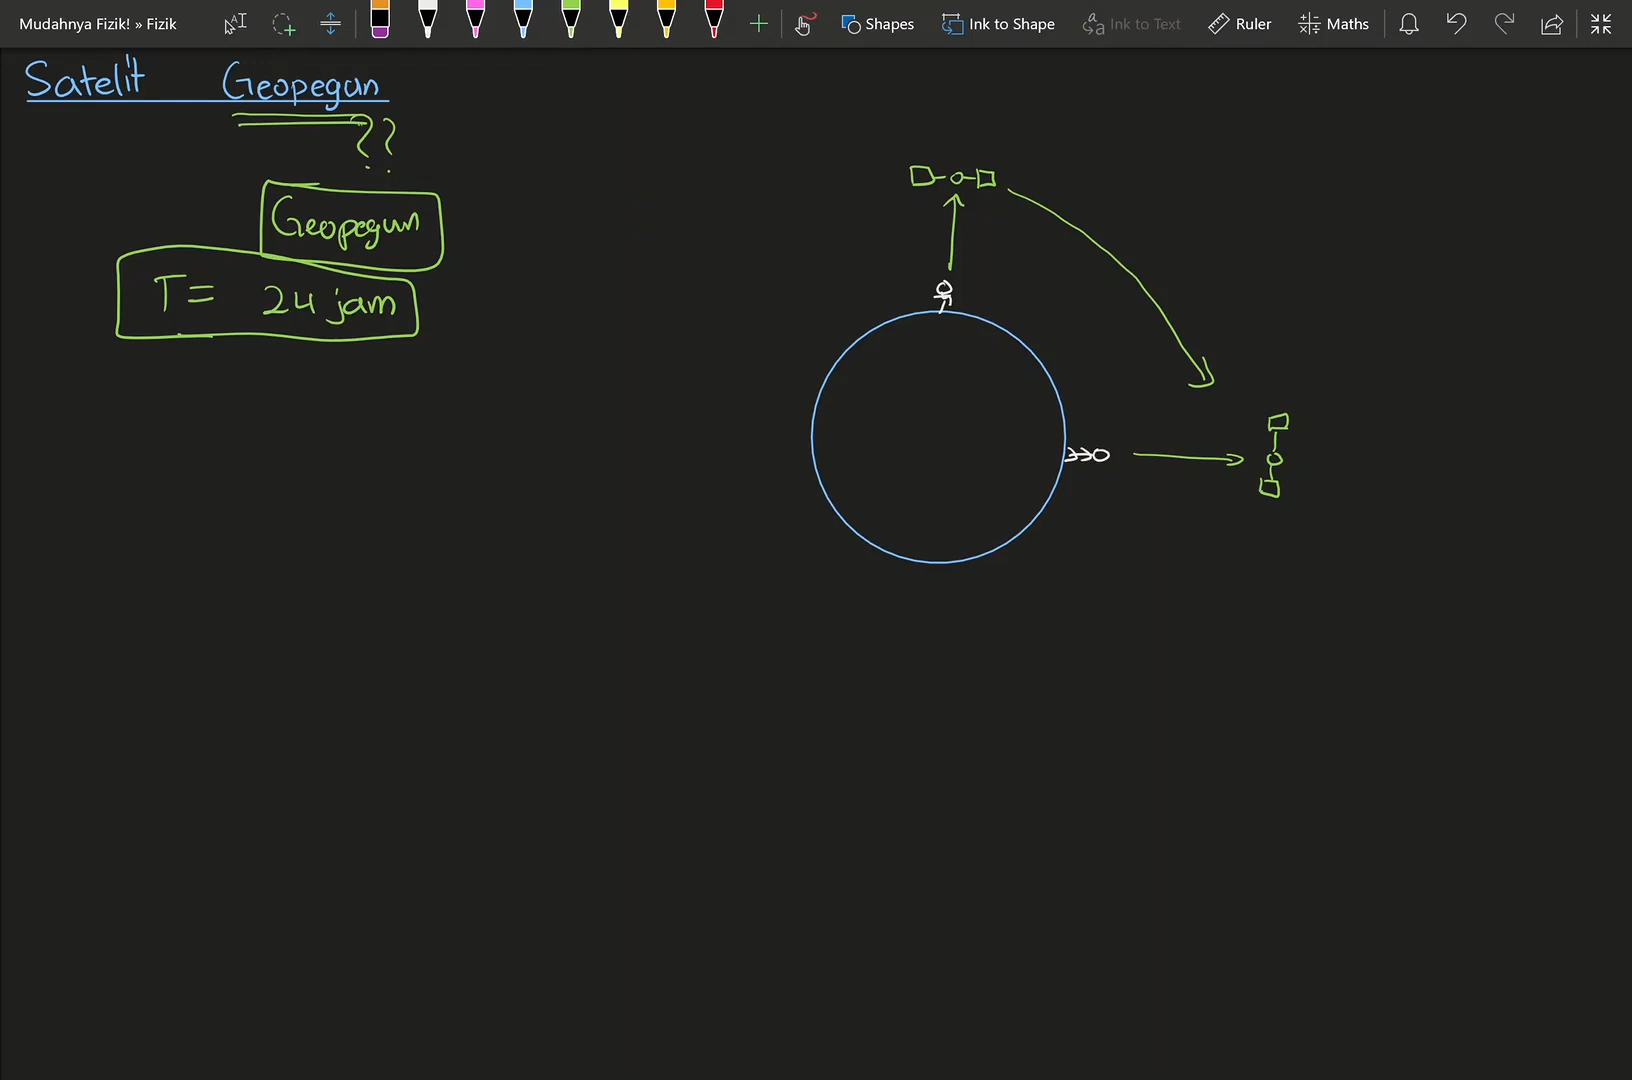 Mudahnya Fizik! » Fizik
Shapes
Ink to Shape
Ink to Text
Ruler
Maths
Satelit Geopegun
??
Geopegun
T = 24 jam